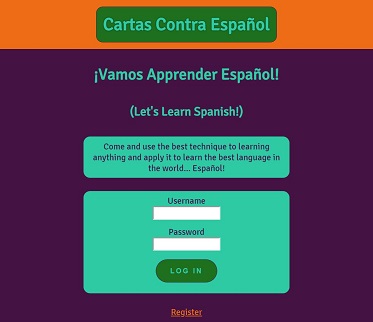 Cartas Contra Español
¡Vamos Apprender Español!
(Let's Learn Spanish!)
Come and use the best technique to learning
anything and apply it to learn the best language in
the world... Español!
Username
Password
LOG IN
Register